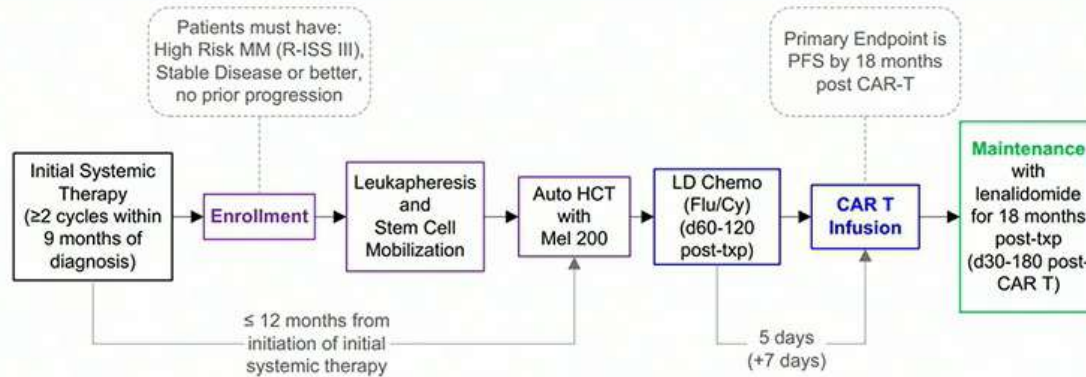 Patients must have:
High Risk MM (R-ISS III),
Stable Disease or better,
no prior progression
Primary Endpoint is
PFS by 18 months
post CAR-T
Initial Systemic
Therapy
(≥2 cycles within
9 months of
diagnosis)
Enrollment
Leukapheresis
and
Stem Cell
Mobilization
Auto HCT
with
Mel 200
LD Chemo
(Flu/Cy)
(d60-120
post-txp)
CAR T
Infusion
Maintenance
with
lenalidomide
for 18 months
post-txp
(d30-180 post-
CAR T)
≤ 12 months from
initiation of initial
systemic therapy
5 days
(+7 days)